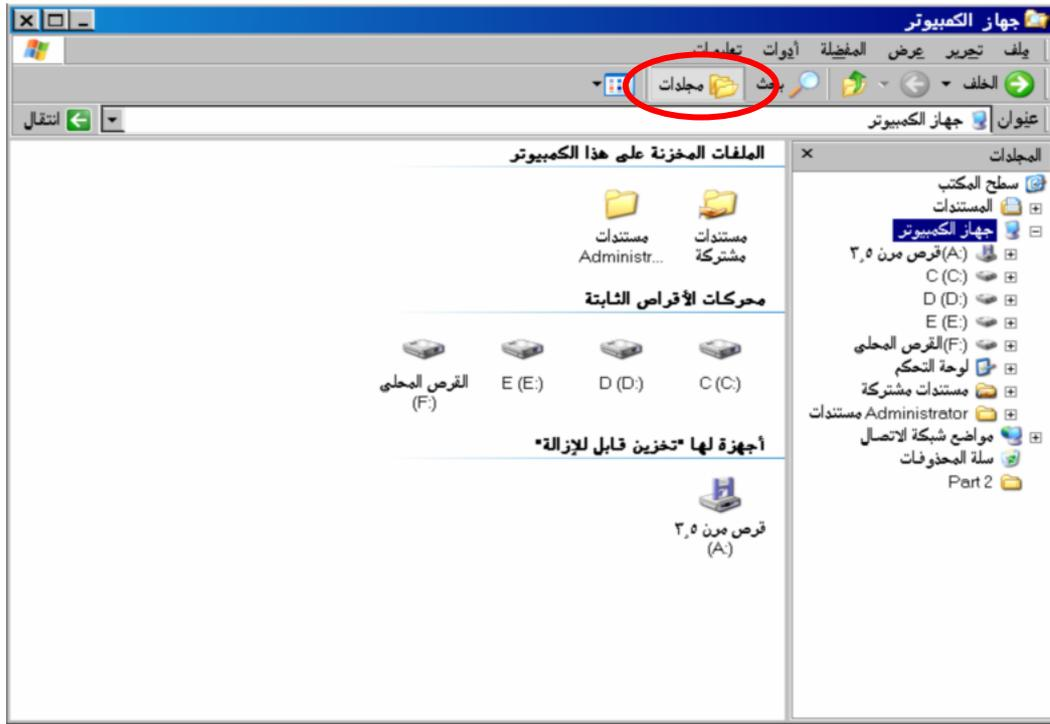 جهاز الكمبيوتر
ملف تحرير عرض المفضلة أدوات تعليمات
الخلف بحث مجلدات
عنوان جهاز الكمبيوتر انتقال
المجلدات
سطح المكتب
المستندات
جهاز الكمبيوتر
(A:)قرص مرن ٣,٥
C (C:)
D (D:)
E (E:)
(F:)القرص المحلي
لوحة التحكم
مستندات مشتركة
Administrator مستندات
مواضع شبكة الاتصال
سلة المحذوفات
Part 2
الملفات المخزنة على هذا الكمبيوتر
مستندات مشتركة
مستندات Administr...
محركات الأقراص الثابتة
C (C:)
D (D:)
E (E:)
القرص المحلي (F:)
أجهزة لها "تخزين قابل للإزالة"
قرص مرن ٣,٥
(A:)